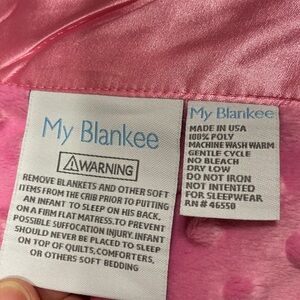 My Blankee
⚠WARNING
REMOVE BLANKETS AND OTHER SOFT
ITEMS FROM THE CRIB PRIOR TO PUTTING
AN INFANT TO SLEEP ON HIS BACK,
ON A FIRM FLAT MATRESS.TO PREVENT
POSSIBLE SUFFOCATION INJURY. INFANT
SHOULD NEVER BE PLACED TO SLEEP
ON TOP OF QUILTS, COMFORTERS,
OR OTHERS SOFT BEDDING
My Blankee
MADE IN USA
100% POLY
MACHINE WASH WARM
GENTLE CYCLE
NO BLEACH
DRY LOW
DO NOT IRON
NOT INTENTED
FOR SLEEPWEAR
RN # 46550